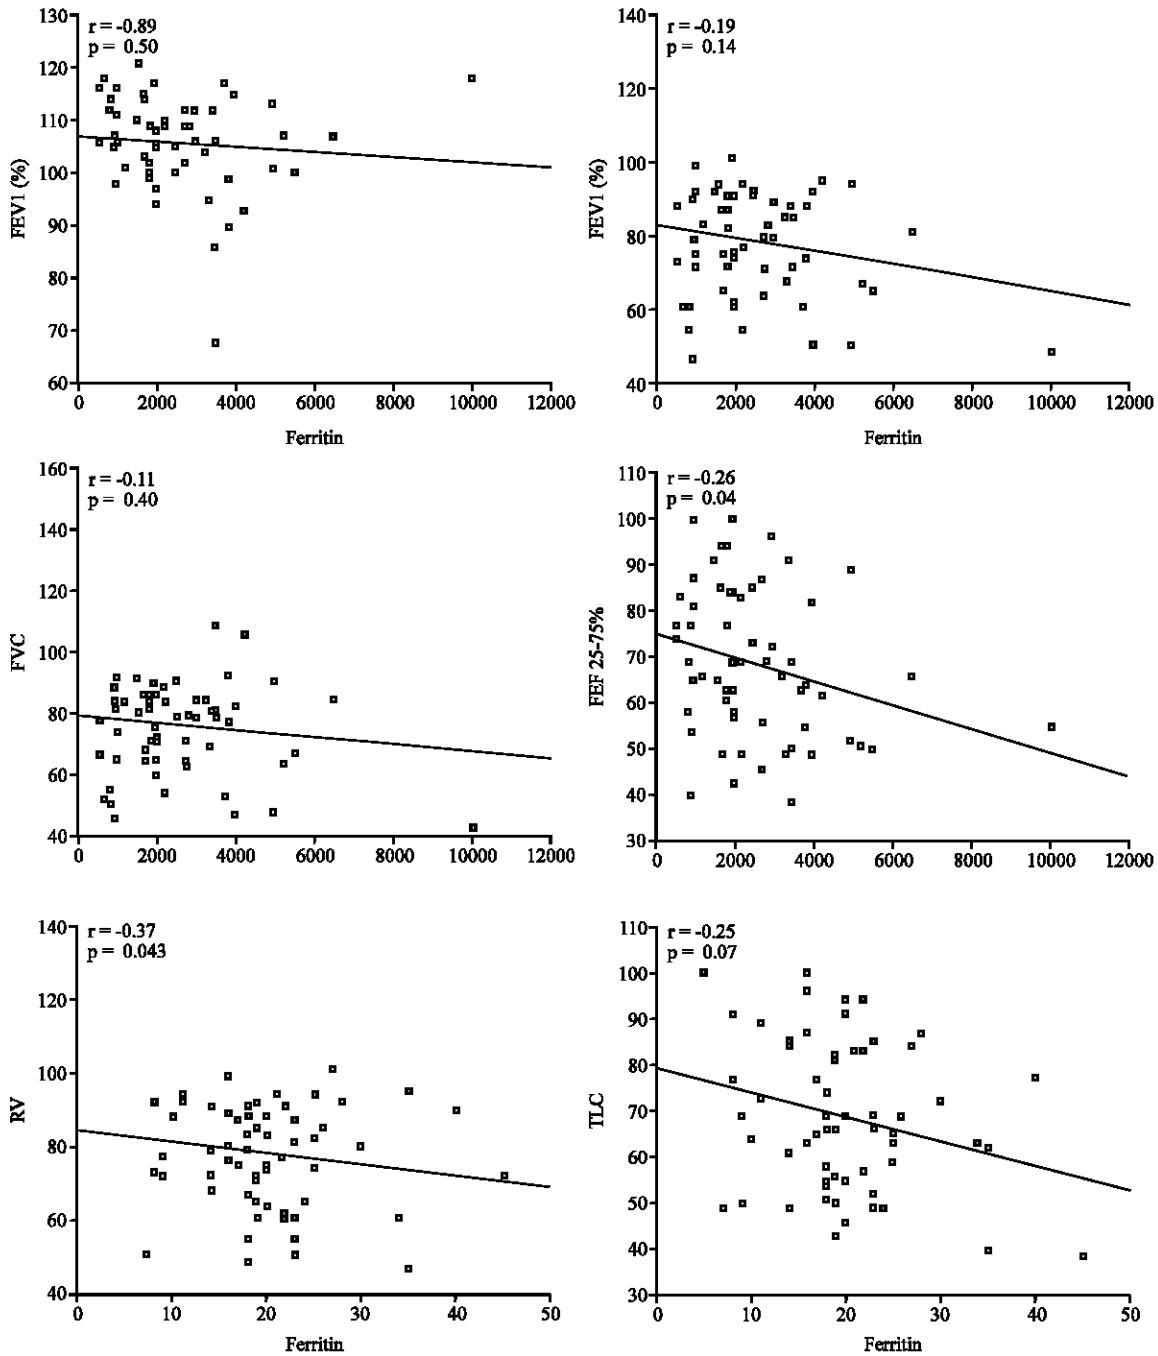 r = -0.89
p = 0.50
130
120
110
100
90
80
70
60
FEV1 (%)
0 2000 4000 6000 8000 10000 12000
Ferritin
r = -0.19
p = 0.14
140
120
100
80
60
40
FEV1 (%)
0 2000 4000 6000 8000 10000 12000
Ferritin
r = -0.11
p = 0.40
160
140
120
100
80
60
40
FVC
0 2000 4000 6000 8000 10000 12000
r = -0.26
p = 0.04
110
100
90
80
70
60
50
40
30
FEF 25-75%
0 2000 4000 6000 8000 10000 12000
r = -0.37
p = 0.043
140
120
100
80
60
40
RV
0 10 20 30 40 50
Ferritin
r = -0.25
p = 0.07
110
100
90
80
70
60
50
40
30
TLC
0 10 20 30 40 50
Ferritin